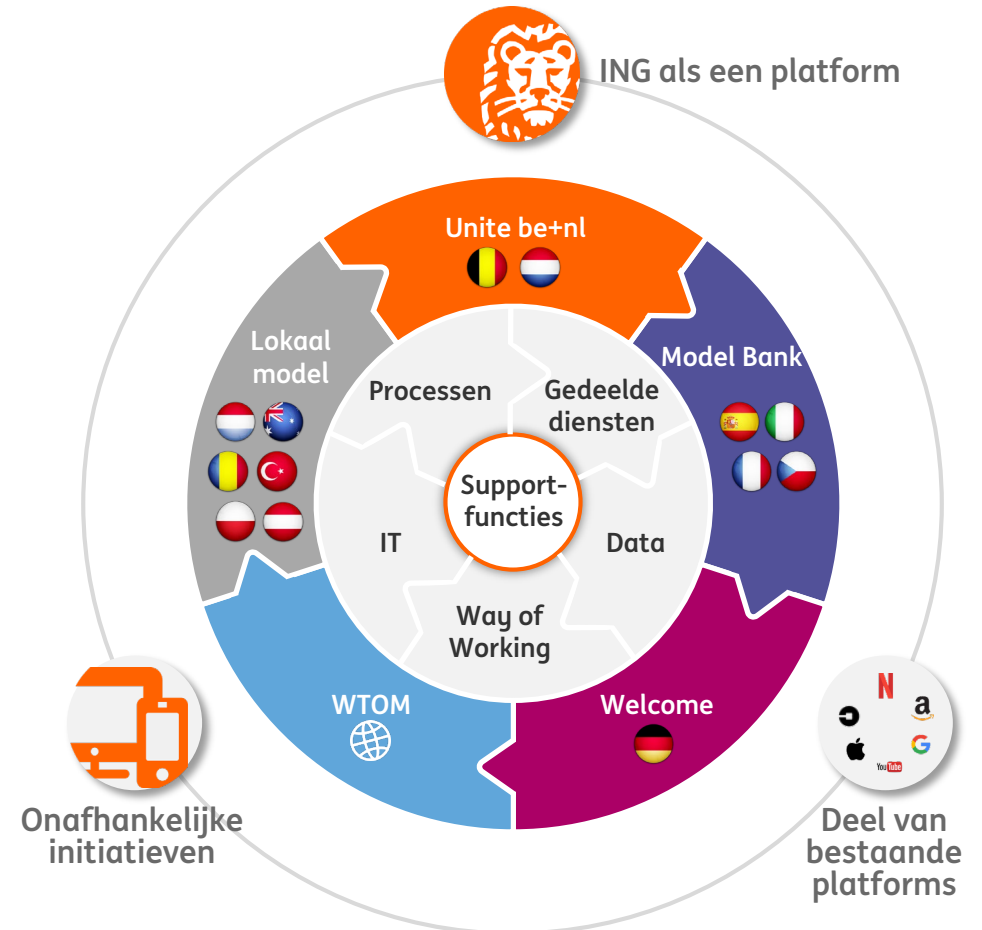 ING als een platform
Unite be+nl
Lokaal
model
Model Bank
Processen
Gedeelde
diensten
Support-
functies
IT
Data
Way of
Working
WTOM
Welcome
N
a
G
YouTube
Onafhankelijke
initiatieven
Deel van
bestaande
platforms